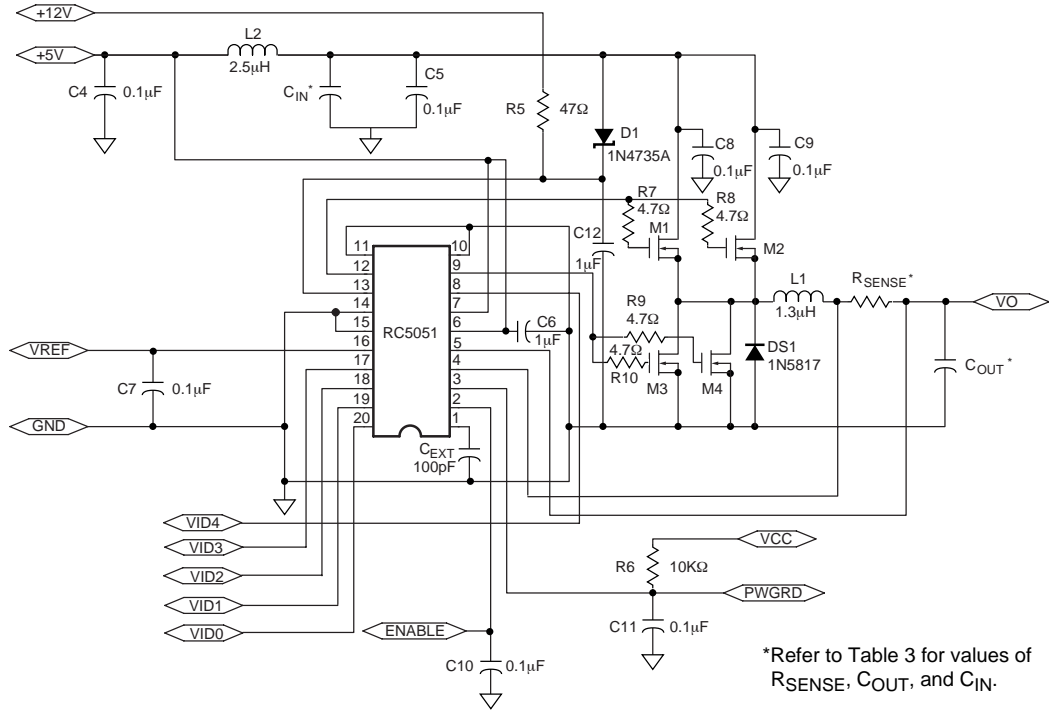 +12V
+5V
L2
2.5μH
C4
0.1μF
CIN*
C5
0.1μF
R5
47Ω
D1
1N4735A
C8
0.1μF
C9
0.1μF
R7
4.7Ω
R8
4.7Ω
M1
M2
C12
1μF
11
12
13
14
15
16
17
18
19
20
RC5051
10
9
8
7
6
5
4
3
2
1
C6
1μF
R9
4.7Ω
4.7Ω
R10
M3
M4
L1
1.3μH
RSENSE*
VO
DS1
1N5817
COUT*
VREF
C7
0.1μF
GND
CEXT
100pF
VID4
VID3
VID2
VID1
VID0
ENABLE
C10
0.1μF
VCC
R6
10KΩ
PWGRD
C11
0.1μF
*Refer to Table 3 for values of
RSENSE, COUT, and CIN.